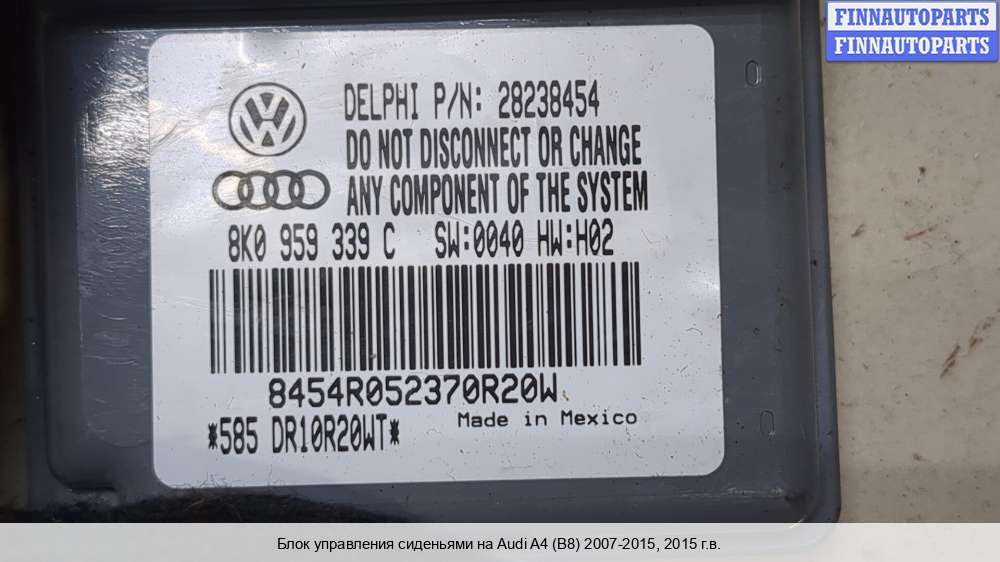 FINNAUTOPARTS
FINNAUTOPARTS
DELPHI P/N: 28238454
DO NOT DISCONNECT OR CHANGE
ANY COMPONENT OF THE SYSTEM
8K0 959 339 C SW:0040 HW:H02
8454R052370R20W
*585 DR10R20WT*
Made in Mexico
Блок управления сиденьями на Audi A4 (B8) 2007-2015, 2015 г.в.